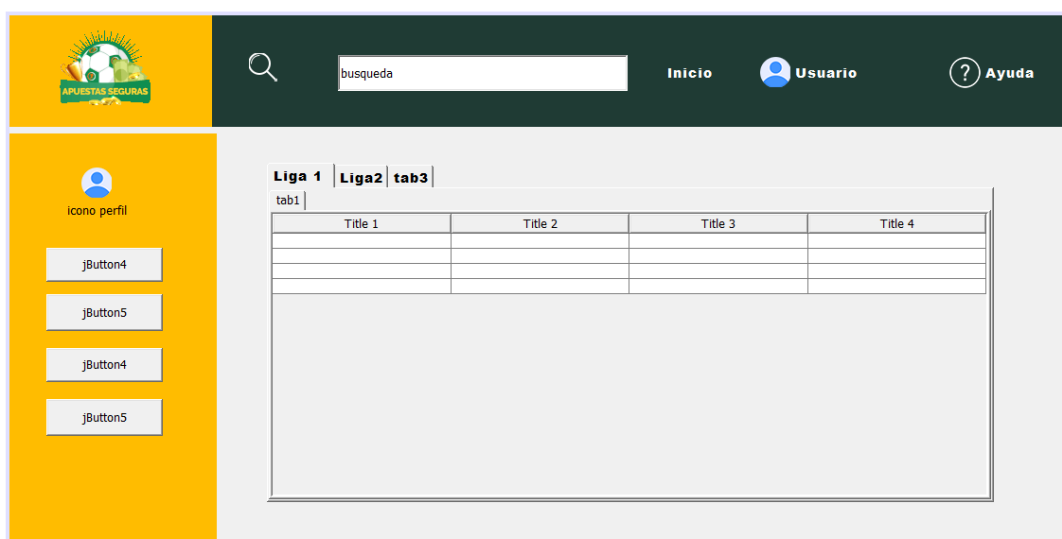 APUESTAS SEGURAS
busqueda
Inicio
Usuario
? Ayuda
icono perfil
jButton4
jButton5
jButton4
jButton5
Liga 1 Liga2 tab3
tab1
Title 1 Title 2 Title 3 Title 4